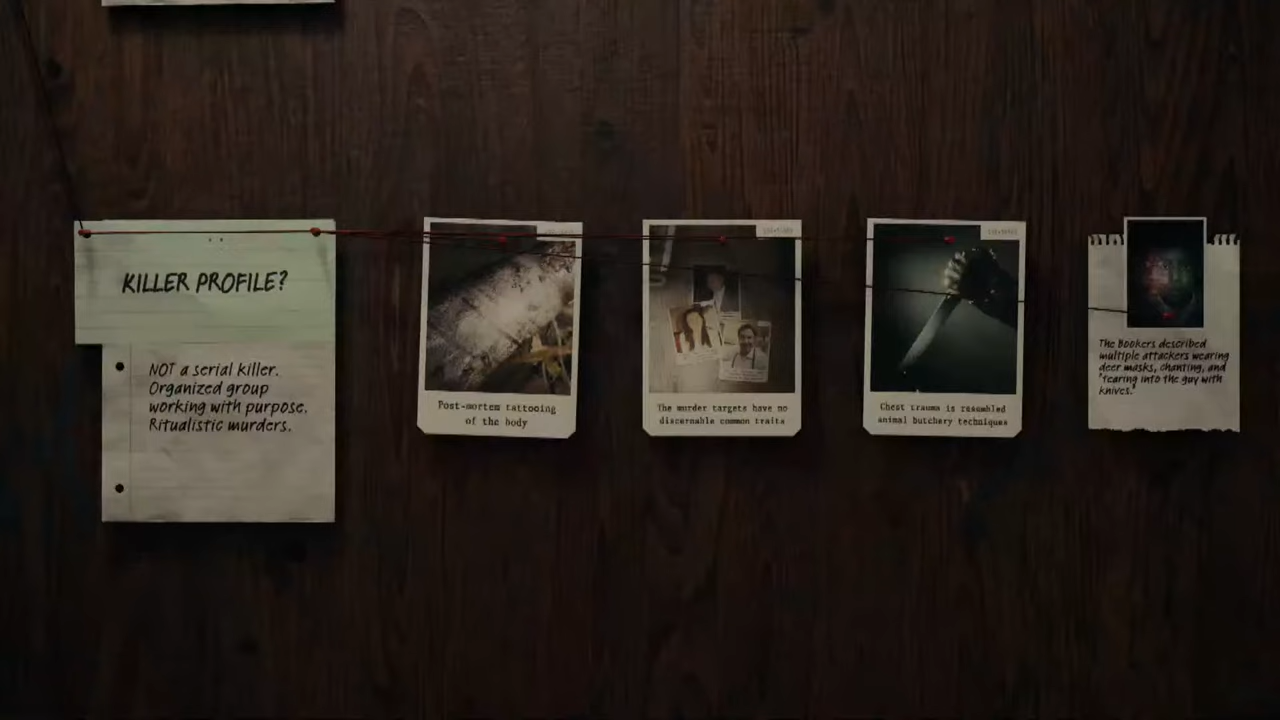 KILLER PROFILE?
NOT a serial killer.
Organized group
working with purpose.
Ritualistic murders.
Post-mortem tattooing
of the body
The murder targets have no
discernable common traits
Chest trauma is resembled
animal butchery techniques
The Bookers described
multiple attackers wearing
deer masks, chanting, and
"tearing into the guy with
knives."